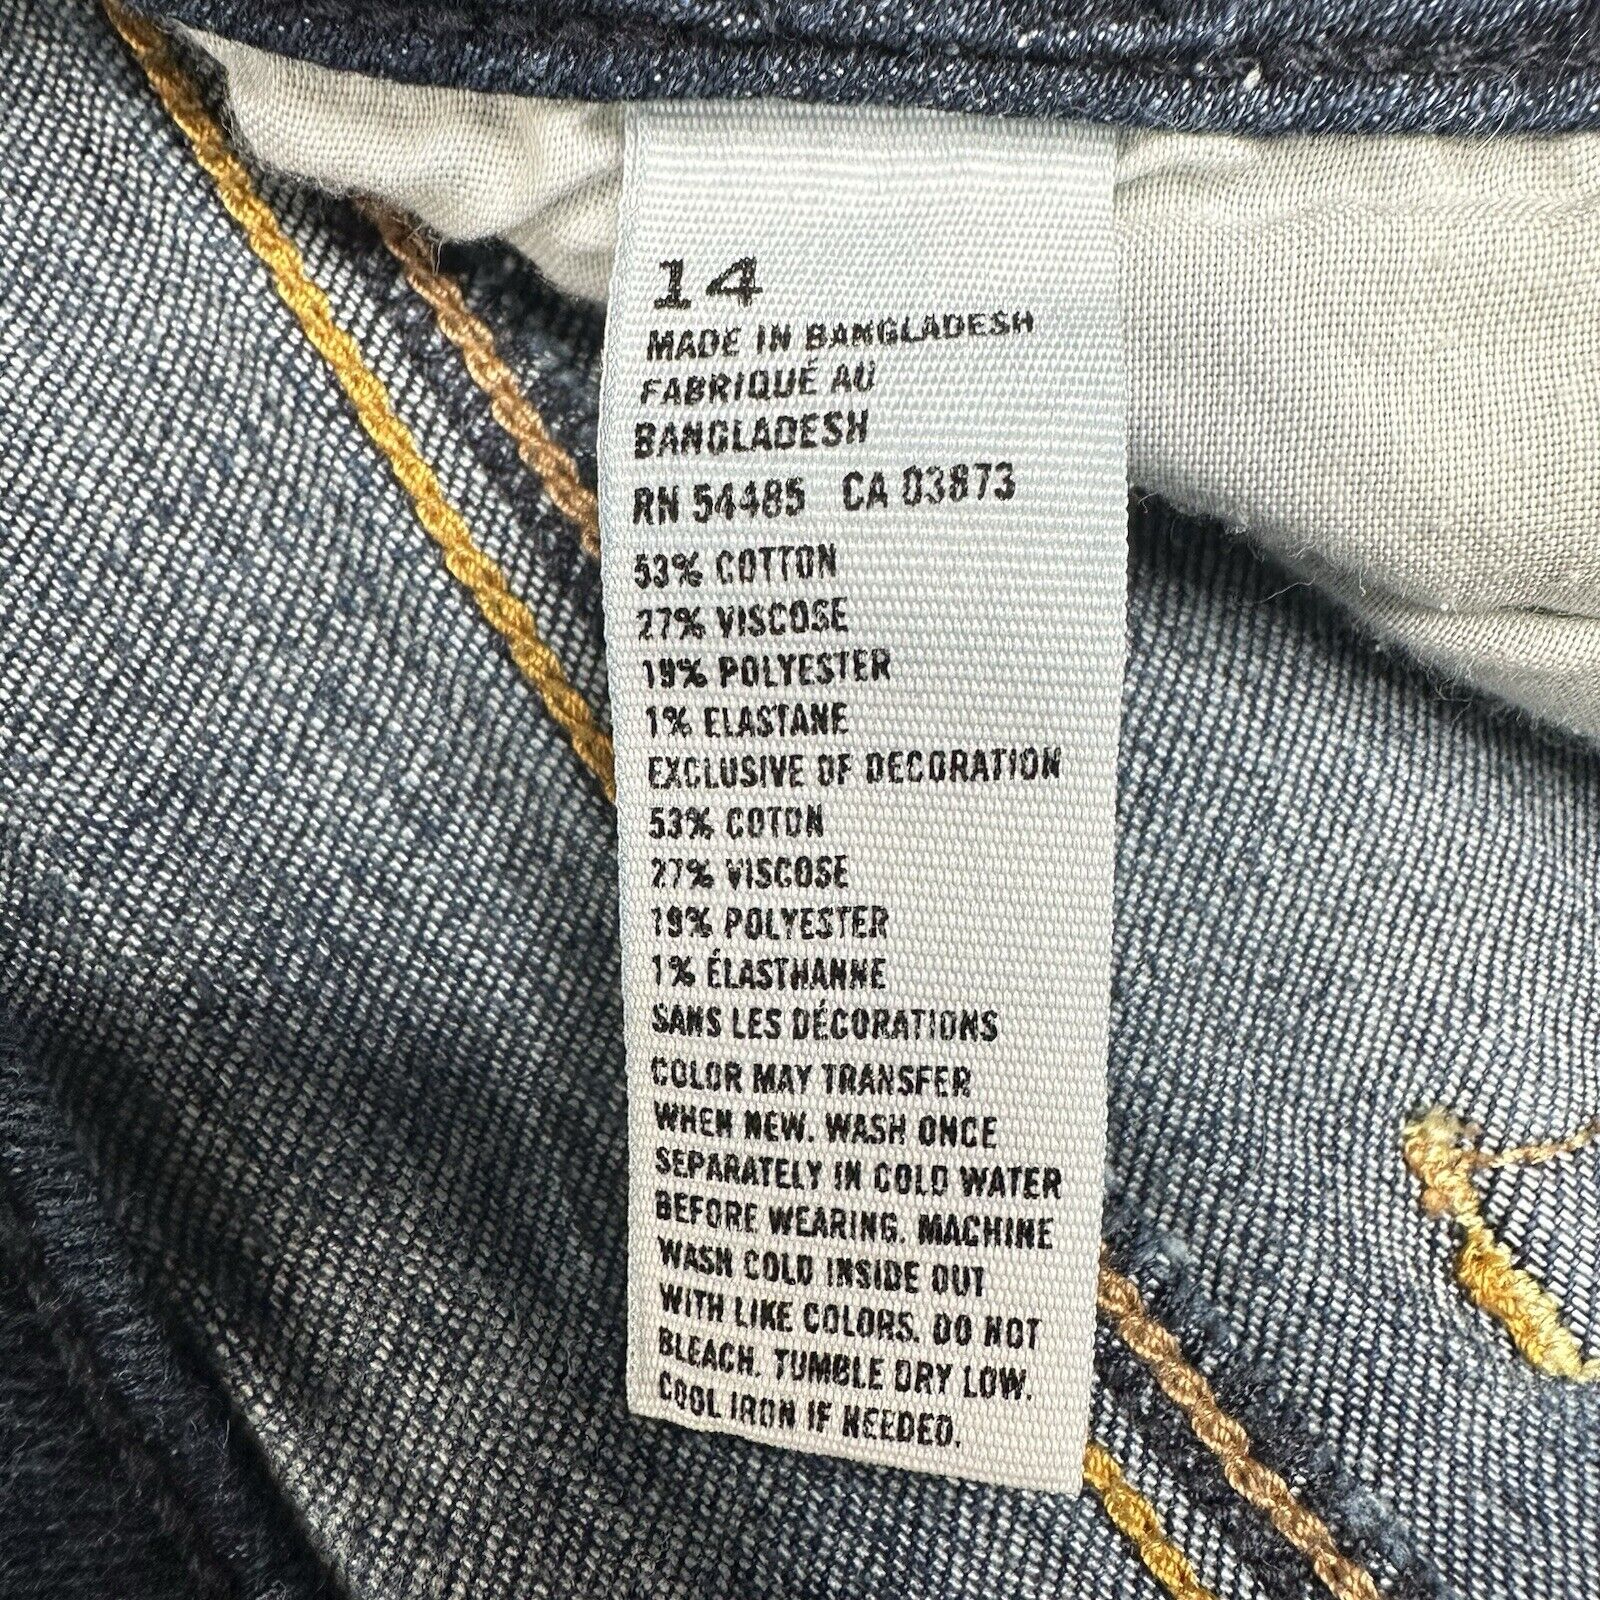 14
MADE IN BANGLADESH
FABRIQUÉ AU
BANGLADESH
RN 54485 CA 03873
53% COTTON
27% VISCOSE
19% POLYESTER
1% ELASTANE
EXCLUSIVE OF DECORATION
53% COTON
27% VISCOSE
19% POLYESTER
1% ÉLASTHANNE
SANS LES DÉCORATIONS
COLOR MAY TRANSFER
WHEN NEW. WASH ONCE
SEPARATELY IN COLD WATER
BEFORE WEARING. MACHINE
WASH COLD INSIDE OUT
WITH LIKE COLORS. DO NOT
BLEACH. TUMBLE DRY LOW.
COOL IRON IF NEEDED.